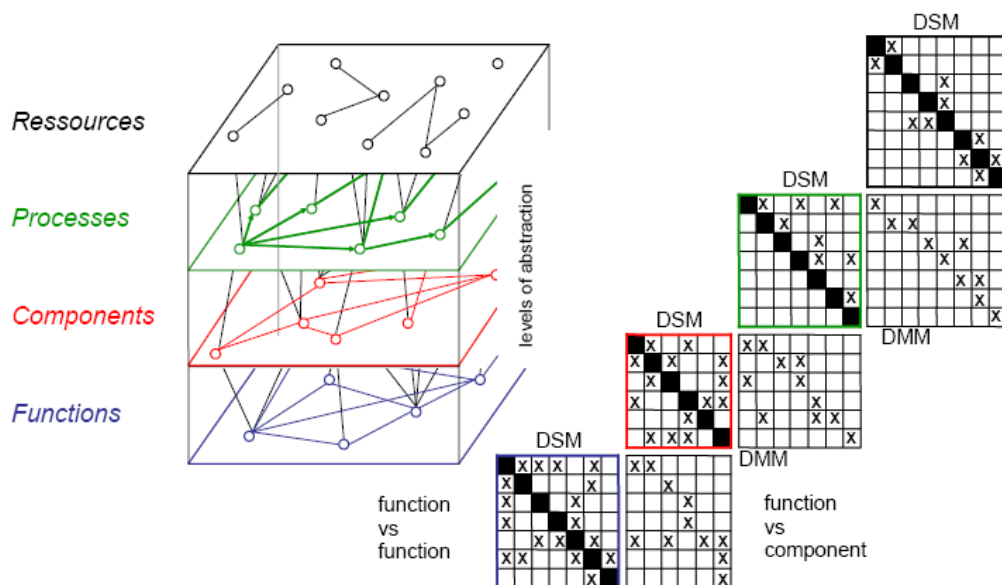 DSM
Ressources
DSM
Processes
levels of abstraction
Components
DSM
DMM
Functions
DSM
DMM
function
vs
function
function
vs
component
X
X
X
X
X X
X
X X
X
X X X
X
X
X X
X
X
X
X X
X X
X
X X
X
X
X
X X
X X X
X X
X X
X X
X X
X
X X
X X X
X
X X X X
X X
X
X
X
X X X
X X
X X
X
X
X
X
X X X
X X X X
X X X
X